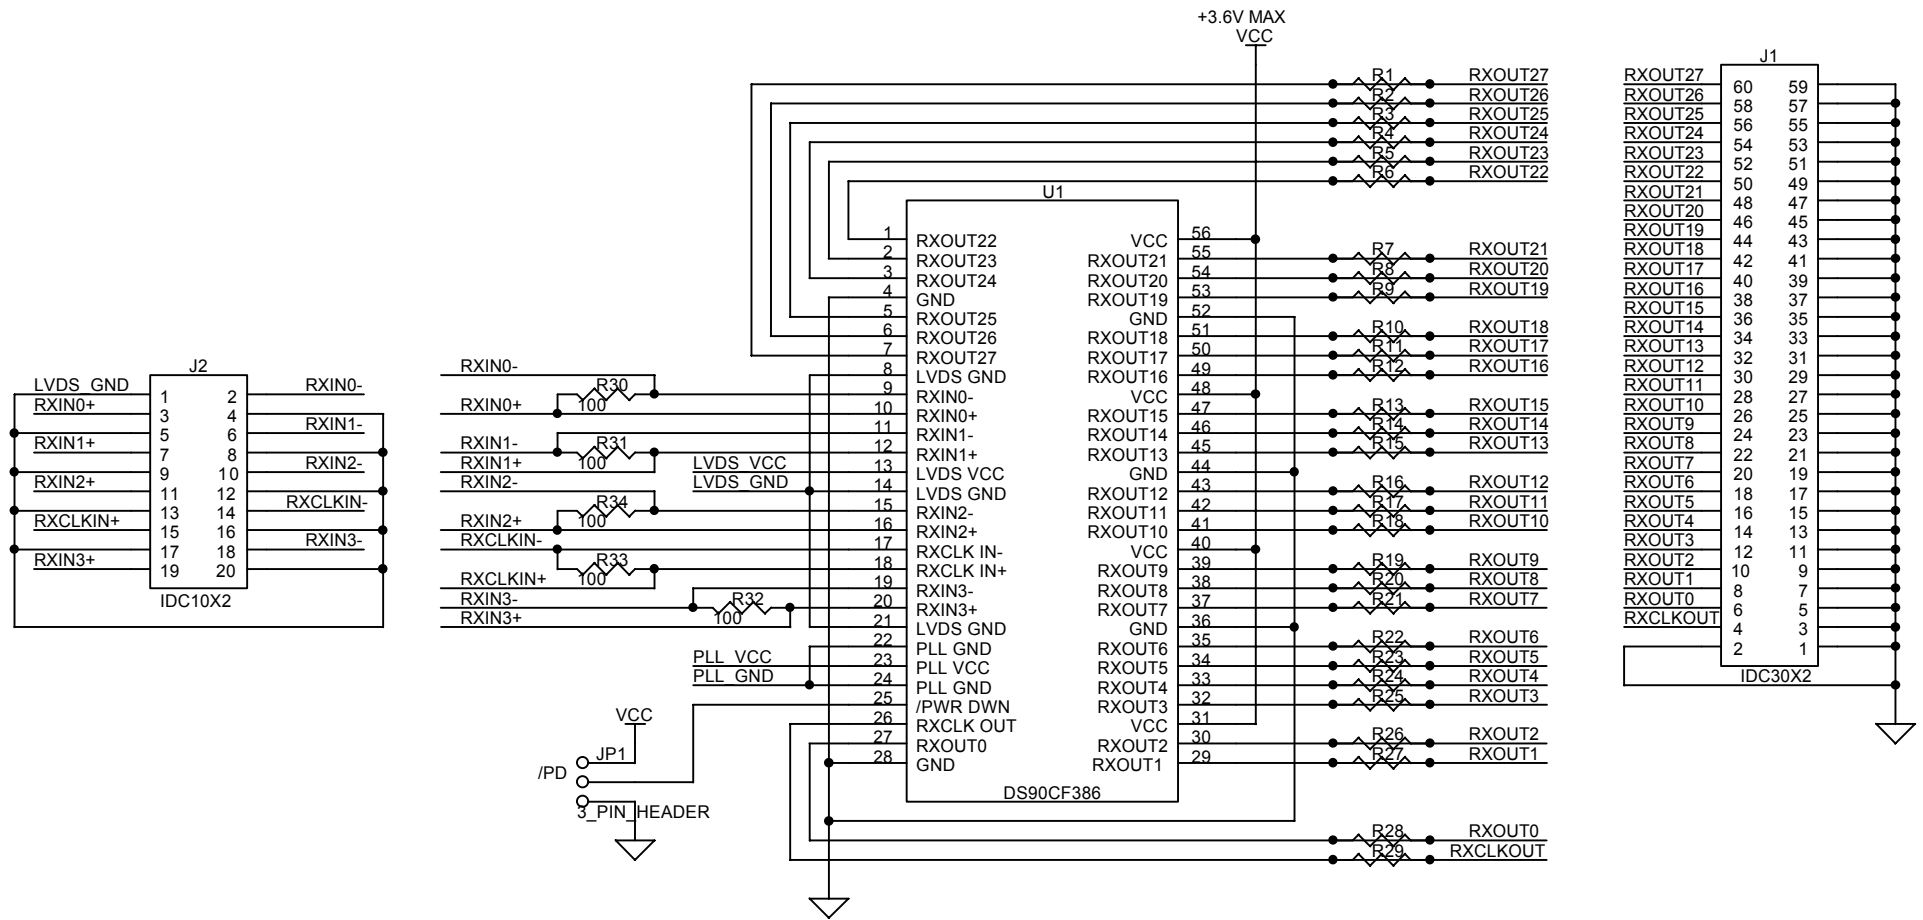 +3.6V MAX
VCC
J1
R1 RXOUT27
R2 RXOUT26
R3 RXOUT25
R4 RXOUT24
R5 RXOUT23
R6 RXOUT22
U1
1 RXOUT22 VCC 56
2 RXOUT23 RXOUT21 55 R7 RXOUT21
3 RXOUT24 RXOUT20 54 R8 RXOUT20
4 GND RXOUT19 53 R9 RXOUT19
5 RXOUT25 GND 52
6 RXOUT26 RXOUT18 51 R10 RXOUT18
7 RXOUT27 RXOUT17 50 R11 RXOUT17
8 LVDS GND RXOUT16 49 R12 RXOUT16
9 RXIN0- VCC 48
10 RXIN0+ RXOUT15 47 R13 RXOUT15
11 RXIN1- RXOUT14 46 R14 RXOUT14
12 RXIN1+ RXOUT13 45 R15 RXOUT13
13 LVDS VCC GND 44
14 LVDS GND RXOUT12 43 R16 RXOUT12
15 RXIN2- RXOUT11 42 R17 RXOUT11
16 RXIN2+ RXOUT10 41 R18 RXOUT10
17 RXCLK IN- VCC 40
18 RXCLK IN+ RXOUT9 39 R19 RXOUT9
19 RXIN3- RXOUT8 38 R20 RXOUT8
20 RXIN3+ RXOUT7 37 R21 RXOUT7
21 LVDS GND GND 36
22 PLL GND RXOUT6 35 R22 RXOUT6
23 PLL VCC RXOUT5 34 R23 RXOUT5
24 PLL GND RXOUT4 33 R24 RXOUT4
25 /PWR DWN RXOUT3 32 R25 RXOUT3
26 RXCLK OUT VCC 31
27 RXOUT0 RXOUT2 30 R26 RXOUT2
28 GND RXOUT1 29 R27 RXOUT1
DS90CF386
R28 RXOUT0
R29 RXCLKOUT
J2
LVDS_GND 1 2 RXIN0-
RXIN0+ 3 4
5 6 RXIN1-
RXIN1+ 7 8
9 10 RXIN2-
RXIN2+ 11 12
13 14 RXCLKIN-
RXCLKIN+ 15 16
17 18 RXIN3-
RXIN3+ 19 20
IDC10X2
RXIN0-
R30
100
RXIN0+
RXIN1-
R31
100
RXIN1+
LVDS_VCC
LVDS_GND
RXIN2-
R34
100
RXIN2+
RXCLKIN-
R33
100
RXCLKIN+
RXIN3-
R32
100
RXIN3+
PLL_VCC
PLL_GND
VCC
JP1
/PD
3_PIN_HEADER
RXOUT27 60 59
RXOUT26 58 57
RXOUT25 56 55
RXOUT24 54 53
RXOUT23 52 51
RXOUT22 50 49
RXOUT21 48 47
RXOUT20 46 45
RXOUT19 44 43
RXOUT18 42 41
RXOUT17 40 39
RXOUT16 38 37
RXOUT15 36 35
RXOUT14 34 33
RXOUT13 32 31
RXOUT12 30 29
RXOUT11 28 27
RXOUT10 26 25
RXOUT9 24 23
RXOUT8 22 21
RXOUT7 20 19
RXOUT6 18 17
RXOUT5 16 15
RXOUT4 14 13
RXOUT3 12 11
RXOUT2 10 9
RXOUT1 8 7
RXOUT0 6 5
RXCLKOUT 4 3
2 1
IDC30X2